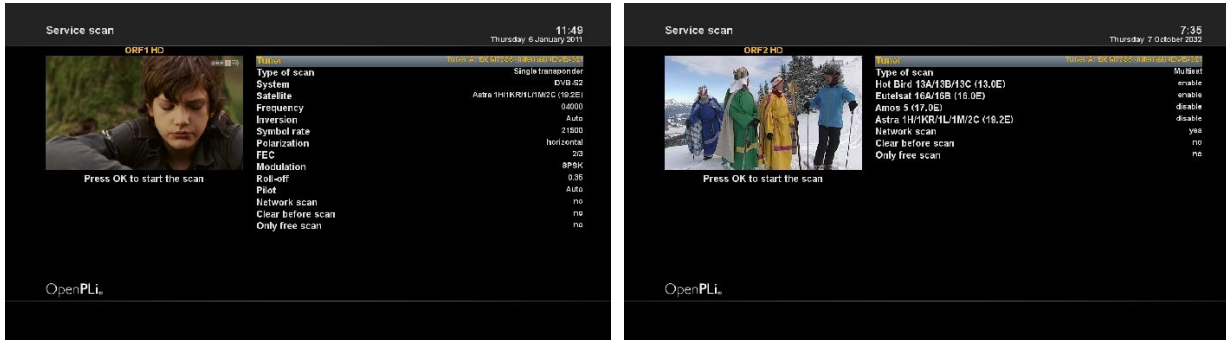 Service scan
11:49
Thursday 6 January 2011
ORF1 HD
Tuner
Type of scan Single transponder
System DVB-S2
Satellite Astra 1H/1KR/1L/1M/2C (19.2E)
Frequency 04000
Inversion Auto
Symbol rate 21500
Polarization horizontal
FEC 2/3
Modulation 8PSK
Roll-off 0.35
Pilot Auto
Network scan no
Clear before scan no
Only free scan no
Press OK to start the scan
OpenPLi®
Service scan
7:35
Thursday 7 October 2032
ORF2 HD
Tuner
Type of scan Multisat
Hot Bird 13A/13B/13C (13.0E) enable
Eutelsat 16A/16B (16.0E) enable
Amos 5 (17.0E) disable
Astra 1H/1KR/1L/1M/2C (19.2E) disable
Network scan yes
Clear before scan no
Only free scan no
Press OK to start the scan
OpenPLi®